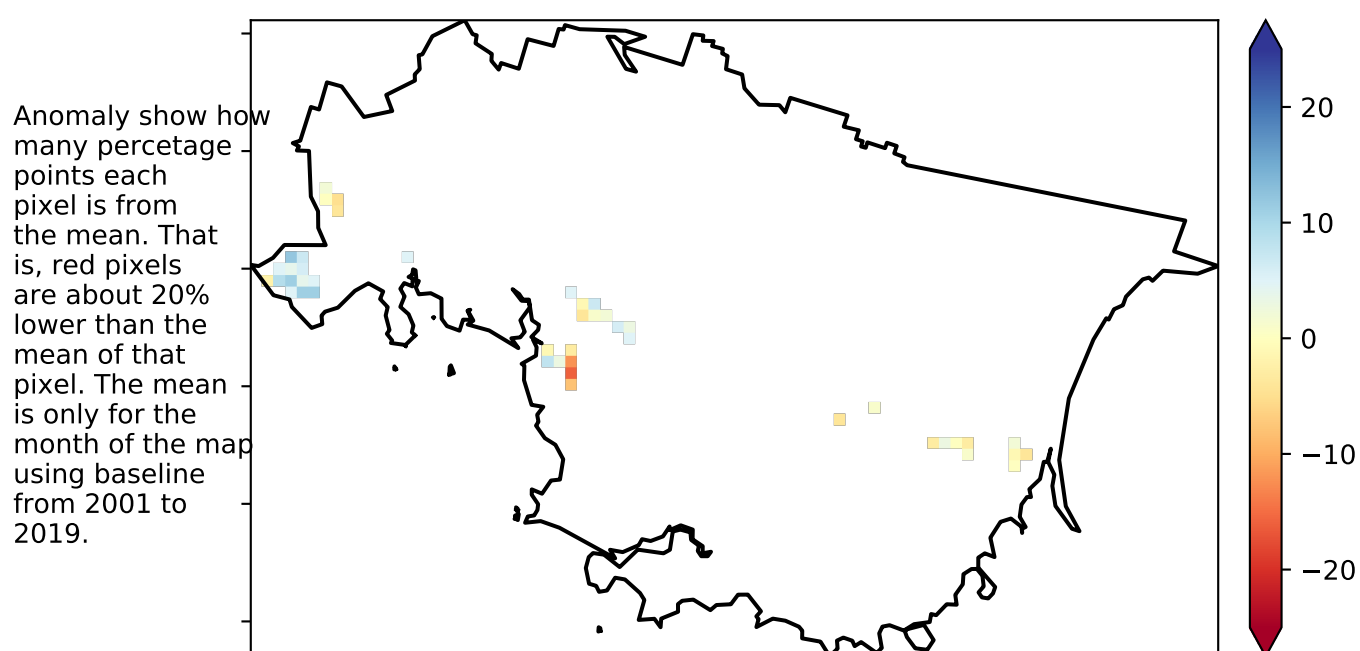 Anomaly show how
many percetage
points each
pixel is from
the mean. That
is, red pixels
are about 20%
lower than the
mean of that
pixel. The mean
is only for the
month of the map
using baseline
from 2001 to
2019.
20
10
0
−10
−20